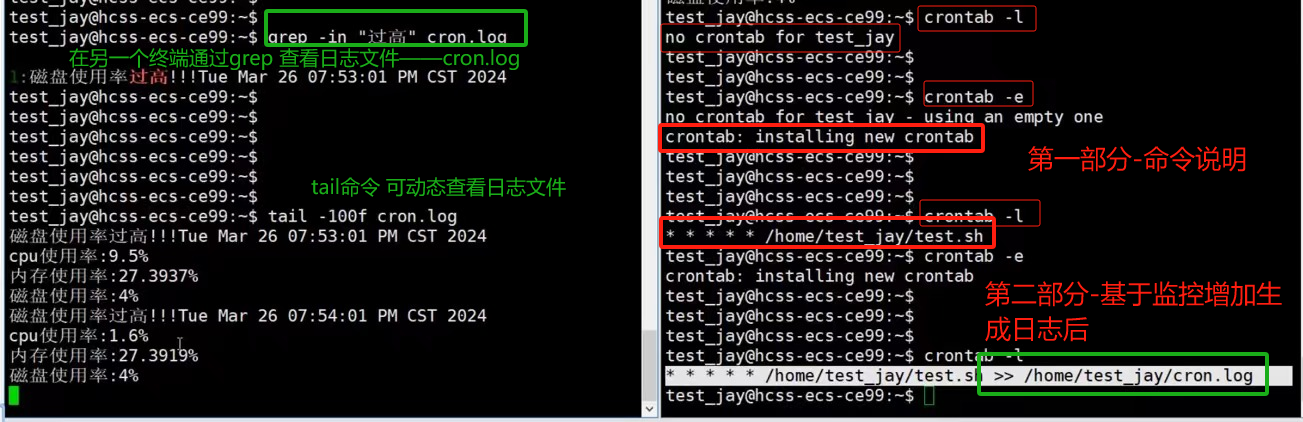 test_jay@hcss-ecs-ce99:~$
test_jay@hcss-ecs-ce99:~$
test_jay@hcss-ecs-ce99:~$ grep -in "过高" cron.log
在另一个终端通过grep 查看日志文件——cron.log
1:磁盘使用率过高!!!Tue Mar 26 07:53:01 PM CST 2024
test_jay@hcss-ecs-ce99:~$
test_jay@hcss-ecs-ce99:~$
test_jay@hcss-ecs-ce99:~$
test_jay@hcss-ecs-ce99:~$
test_jay@hcss-ecs-ce99:~$
tail命令 可动态查看日志文件
test_jay@hcss-ecs-ce99:~$
test_jay@hcss-ecs-ce99:~$ tail -100f cron.log
磁盘使用率过高!!!Tue Mar 26 07:53:01 PM CST 2024
cpu使用率:9.5%
内存使用率:27.3937%
磁盘使用率:4%
磁盘使用率过高!!!Tue Mar 26 07:54:01 PM CST 2024
cpu使用率:1.6%
内存使用率:27.3919%
磁盘使用率:4%
磁盘使用率:4%
test_jay@hcss-ecs-ce99:~$ crontab -l
no crontab for test_jay
test_jay@hcss-ecs-ce99:~$
test_jay@hcss-ecs-ce99:~$
test_jay@hcss-ecs-ce99:~$ crontab -e
no crontab for test_jay - using an empty one
crontab: installing new crontab
第一部分-命令说明
test_jay@hcss-ecs-ce99:~$
test_jay@hcss-ecs-ce99:~$
test_jay@hcss-ecs-ce99:~$
test_jay@hcss-ecs-ce99:~$ crontab -l
* * * * * /home/test_jay/test.sh
test_jay@hcss-ecs-ce99:~$ crontab -e
crontab: installing new crontab
第二部分-基于监控增加生
成日志后
test_jay@hcss-ecs-ce99:~$
test_jay@hcss-ecs-ce99:~$
test_jay@hcss-ecs-ce99:~$
test_jay@hcss-ecs-ce99:~$ crontab -l
* * * * * /home/test_jay/test.sh >> /home/test_jay/cron.log
test_jay@hcss-ecs-ce99:~$